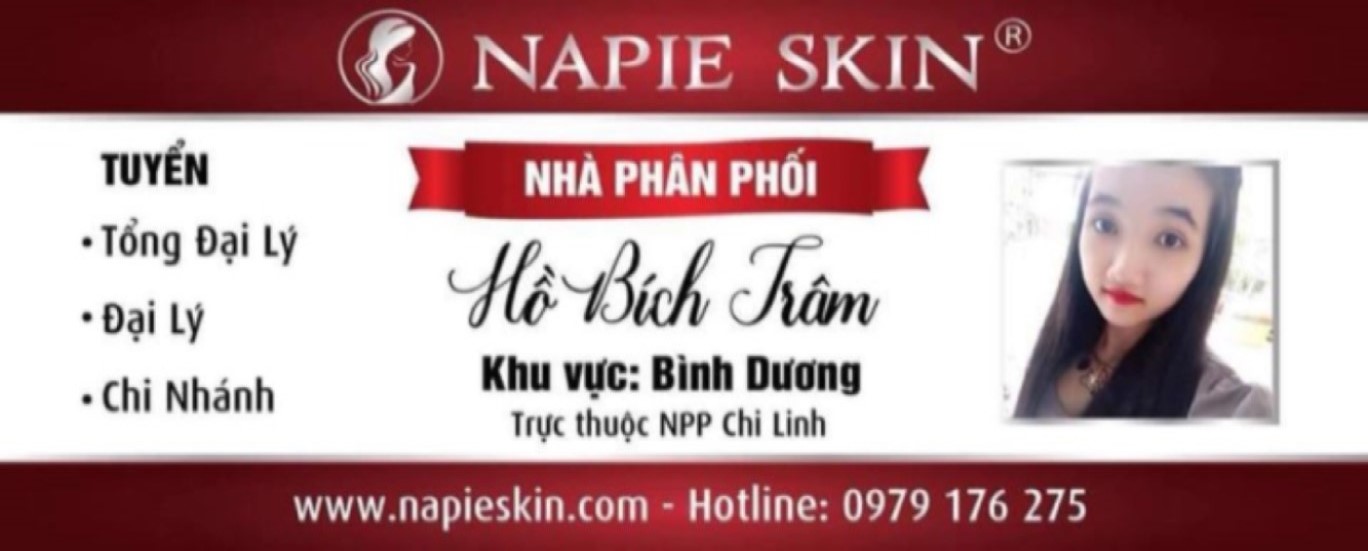 NAPIE SKIN®
TUYỂN
• Tổng Đại Lý
• Đại Lý
• Chi Nhánh
NHÀ PHÂN PHỐI
Hồ Bích Trâm
Khu vực: Bình Dương
Trực thuộc NPP Chi Linh
www.napieskin.com - Hotline: 0979 176 275